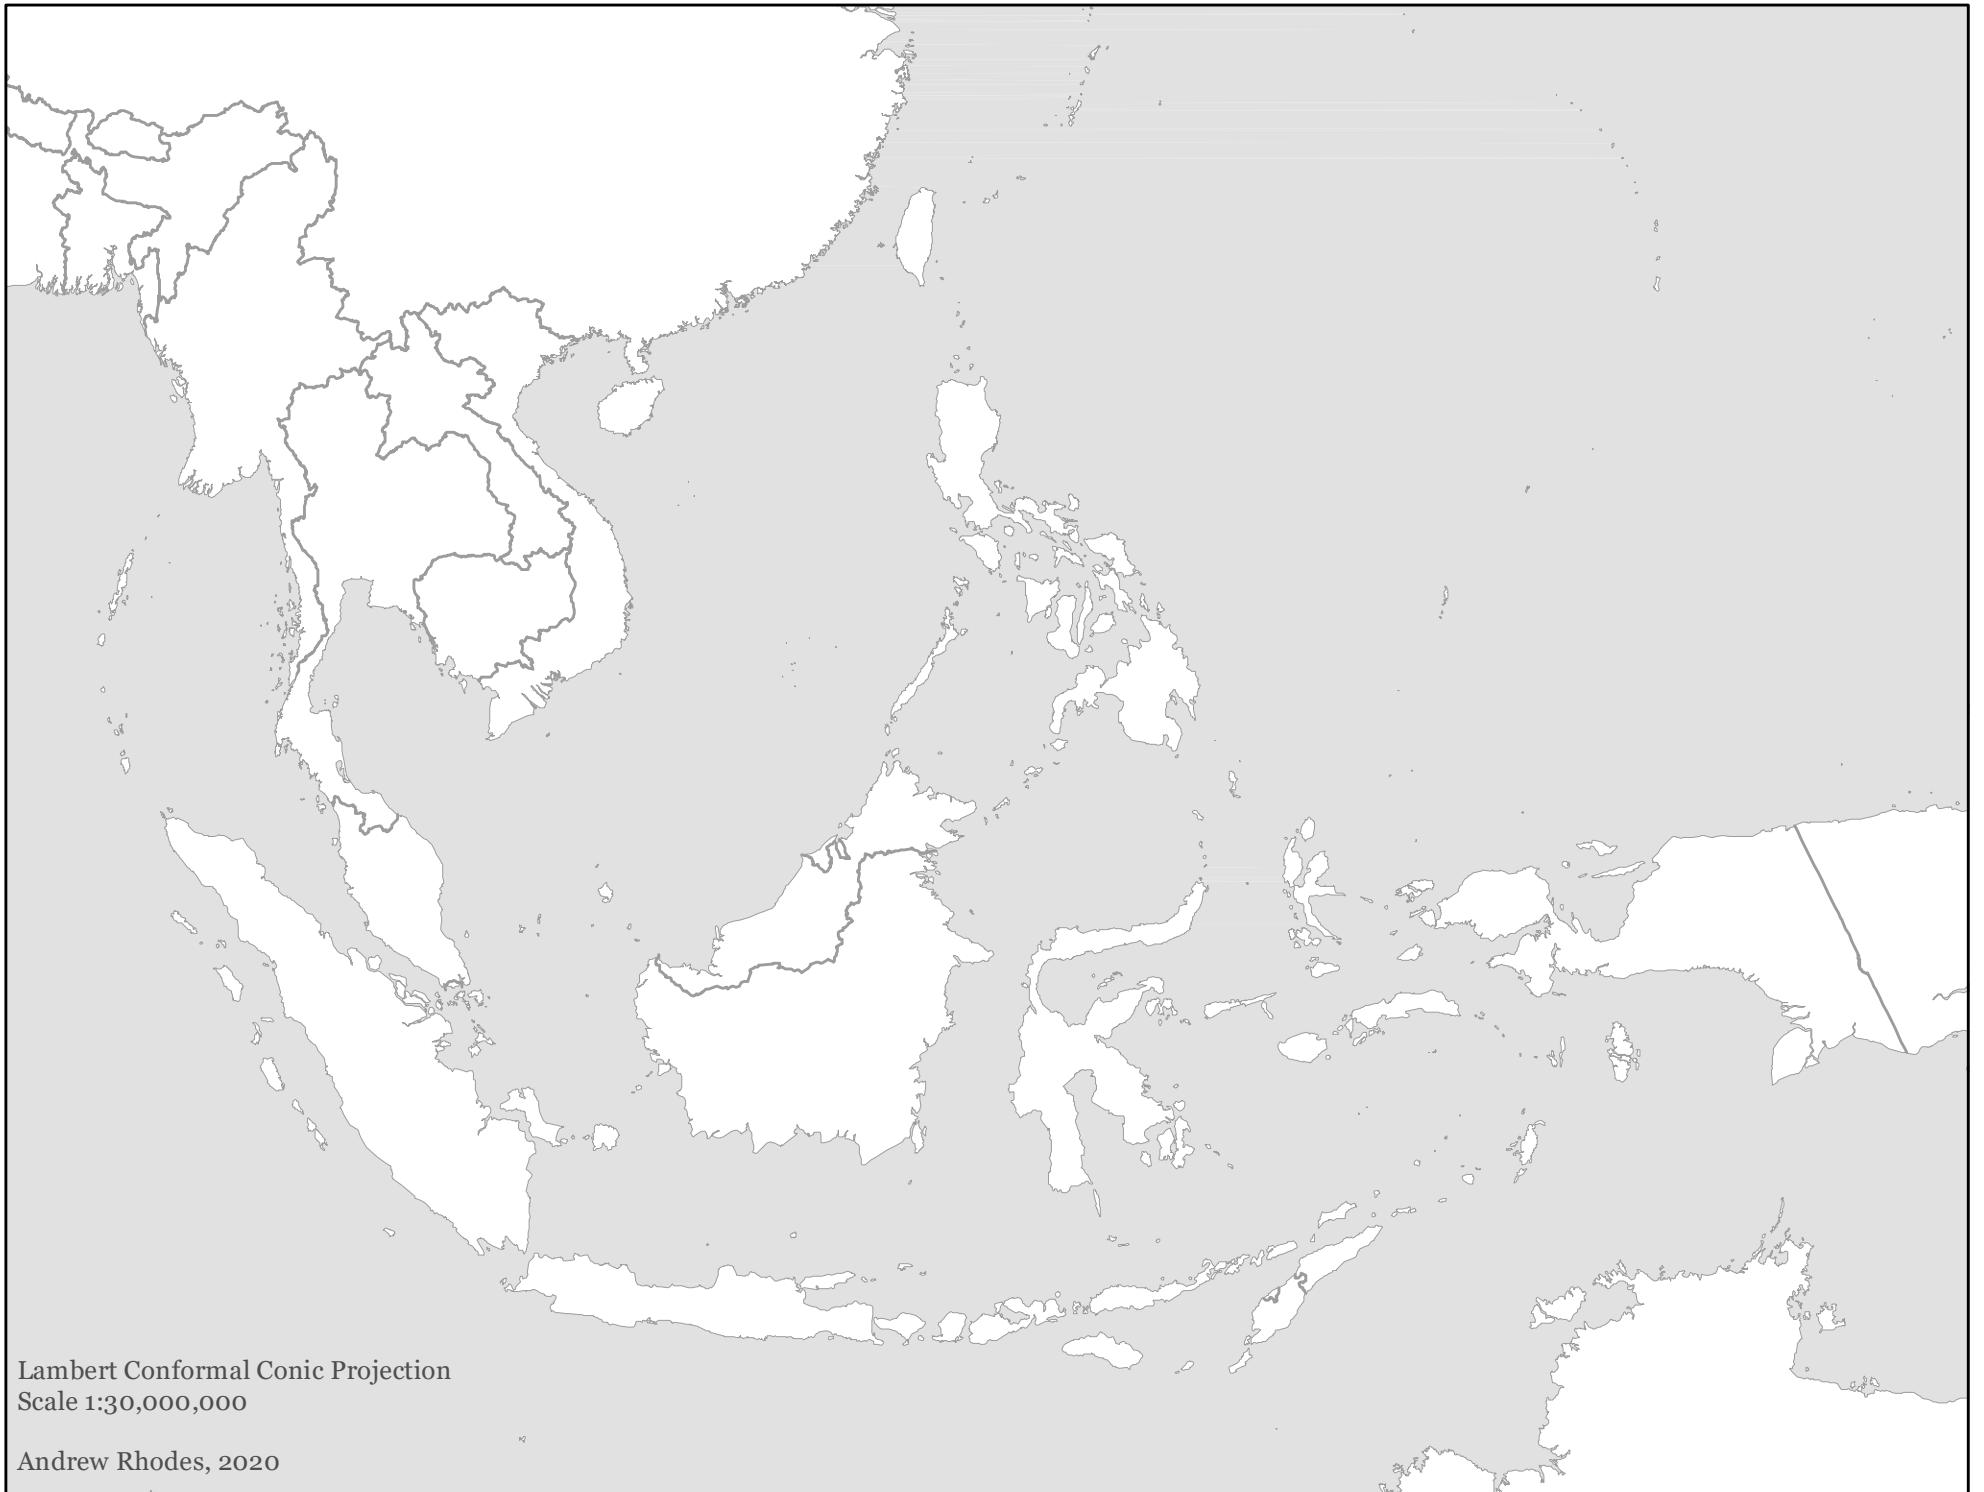 Lambert Conformal Conic Projection
Scale 1:30,000,000
Andrew Rhodes, 2020